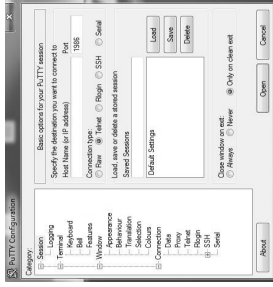 PuTTY Configuration
Category:
Session
Logging
Terminal
Keyboard
Bell
Features
Window
Appearance
Behaviour
Translation
Selection
Colours
Connection
Data
Proxy
Telnet
Rlogin
SSH
Serial
Basic options for your PuTTY session
Specify the destination you want to connect to
Host Name (or IP address) Port
1986
Connection type:
Raw Telnet Rlogin SSH Serial
Load, save or delete a stored session
Saved Sessions
Default Settings
Load
Save
Delete
Close window on exit:
Always Never Only on clean exit
About Open Cancel